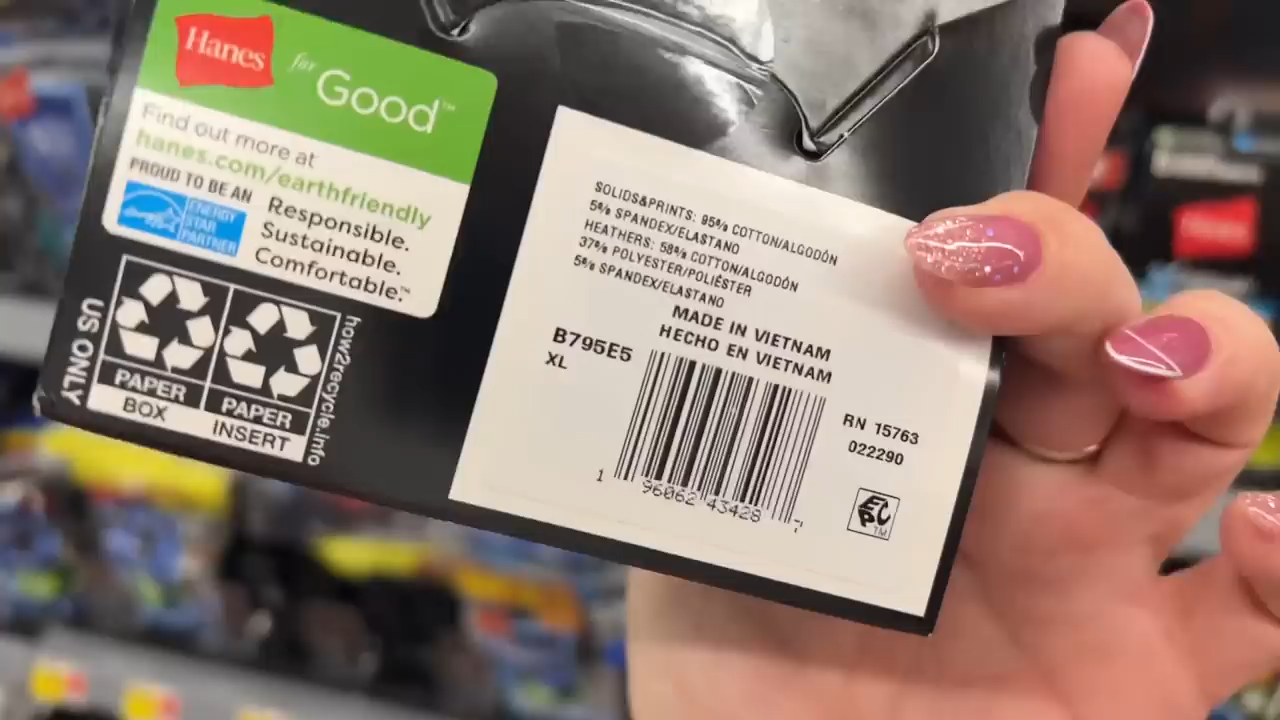 Hanes for Good™
Find out more at
hanes.com/earthfriendly
PROUD TO BE AN
ENERGY
STAR
PARTNER
Responsible.
Sustainable.
Comfortable.™
US ONLY
PAPER
BOX
PAPER
INSERT
how2recycle.info
SOLIDS&PRINTS: 95% COTTON/ALGODÓN
5% SPANDEX/ELASTANO
HEATHERS: 58% COTTON/ALGODÓN
37% POLYESTER/POLIÉSTER
5% SPANDEX/ELASTANO
MADE IN VIETNAM
HECHO EN VIETNAM
B795E5
XL
1 96062 43428 7
RN 15763
022290
EPC
TM
Hanes